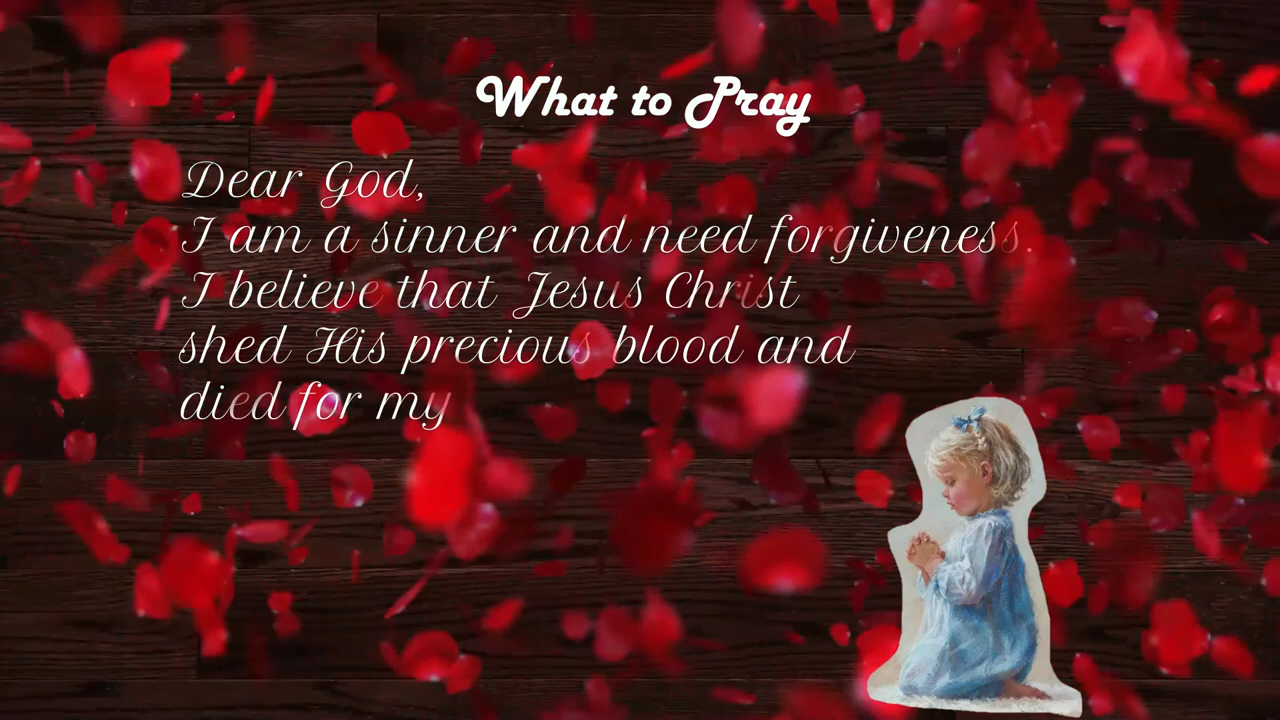 What to Pray
Dear God,
I am a sinner and need forgiveness.
I believe that Jesus Christ
shed His precious blood and
died for my